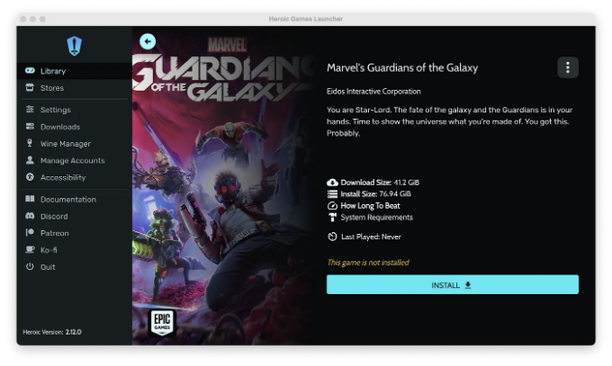 Heroic Games Launcher
Library
Stores
Settings
Downloads
Wine Manager
Manage Accounts
Accessibility
Documentation
Discord
Patreon
Ko-fi
Quit
Heroic Version: 2.12.0
MARVEL
GUARDIANS
OF THE GALAXY
EPIC
GAMES
Marvel's Guardians of the Galaxy
Eidos Interactive Corporation
You are Star-Lord. The fate of the galaxy and the Guardians is in your
hands. Time to show the universe what you're made of. You got this.
Probably.
Download Size: 41.2 GiB
Install Size: 76.94 GiB
How Long To Beat
System Requirements
Last Played: Never
This game is not installed
INSTALL